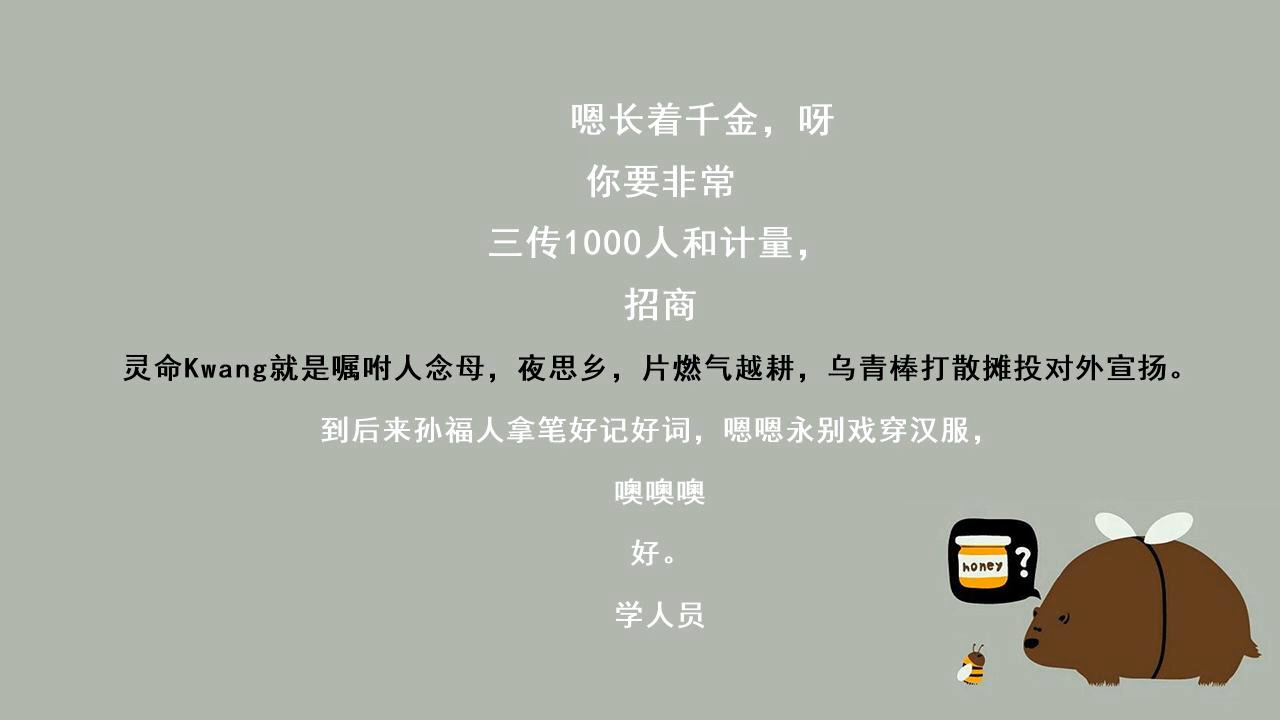 嗯长着千金，呀
你要非常
三传1000人和计量，
招商
灵命Kwang就是嘱咐人念母，夜思乡，片燃气越耕，乌青棒打散摊投对外宣扬。
到后来孙福人拿笔好记好词，嗯嗯永别戏穿汉服，
噢噢噢
好。
学人员
honey
?